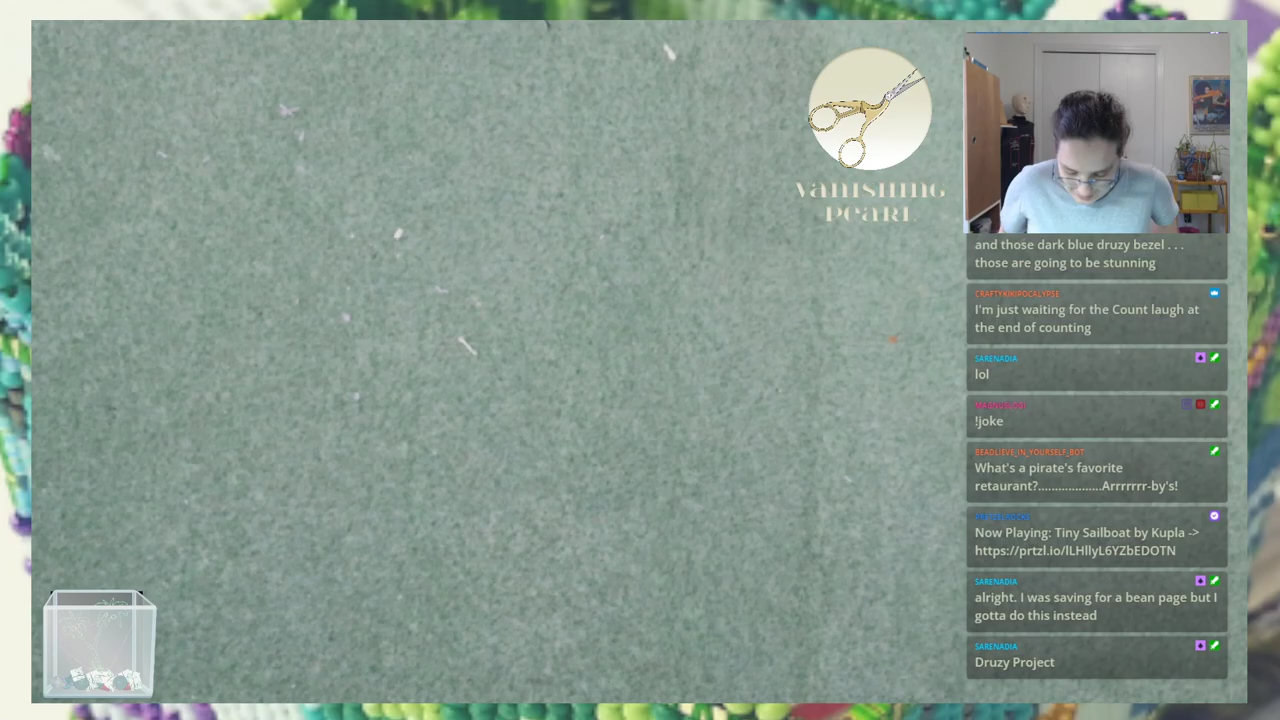 VANISHING
PEARL
and those dark blue druzy bezel . . .
those are going to be stunning
CRAFTYKIKIPOCALYPSE
I'm just waiting for the Count laugh at
the end of counting
SARENADIA
lol
!joke
BEADLIEVE_IN_YOURSELF_BOT
What's a pirate's favorite
retaurant?...................Arrrrrrr-by's!
Now Playing: Tiny Sailboat by Kupla ->
https://prtzl.io/lLHllyL6YZbEDOTN
SARENADIA
alright. I was saving for a bean page but I
gotta do this instead
SARENADIA
Druzy Project